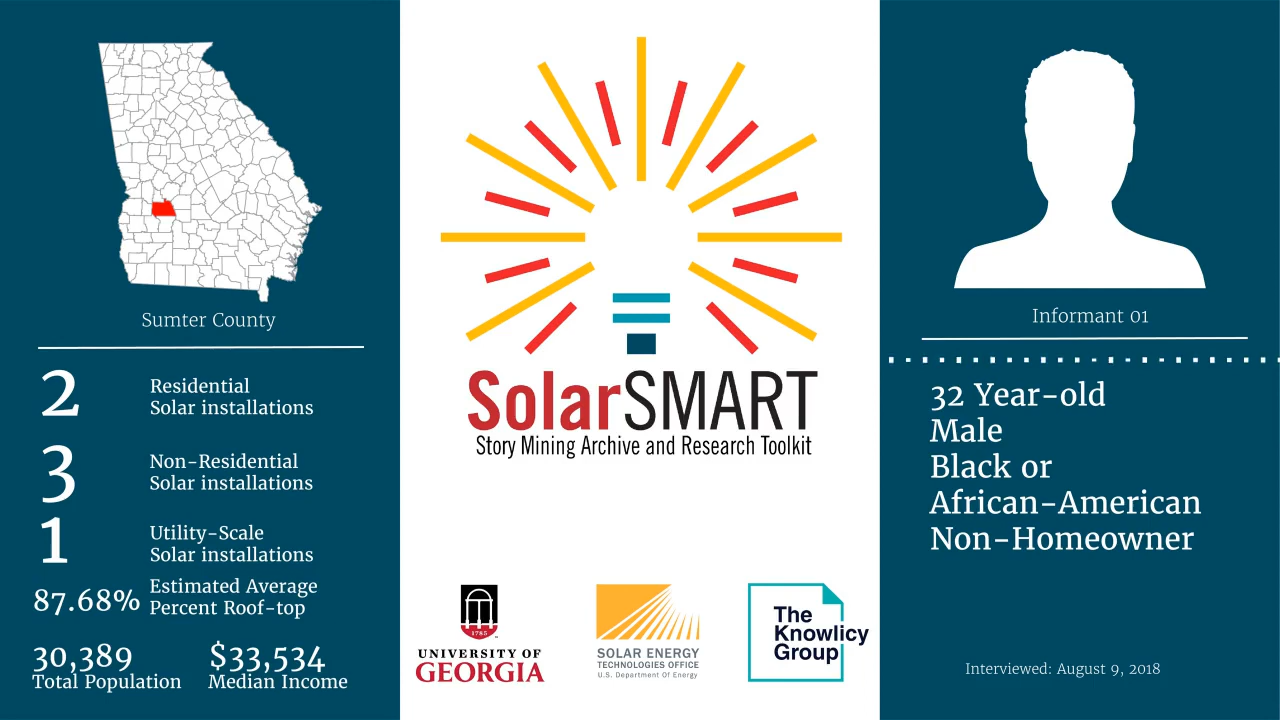 Sumter County
2
Residential
Solar installations
3
Non-Residential
Solar installations
1
Utility-Scale
Solar installations
87.68%
Estimated Average
Percent Roof-top
30,389
Total Population
$33,534
Median Income
SolarSMART
Story Mining Archive and Research Toolkit
1785
UNIVERSITY OF
GEORGIA
SOLAR ENERGY
TECHNOLOGIES OFFICE
U.S. Department Of Energy
The
Knowlicy
Group
Informant 01
32 Year-old
Male
Black or
African-American
Non-Homeowner
Interviewed: August 9, 2018